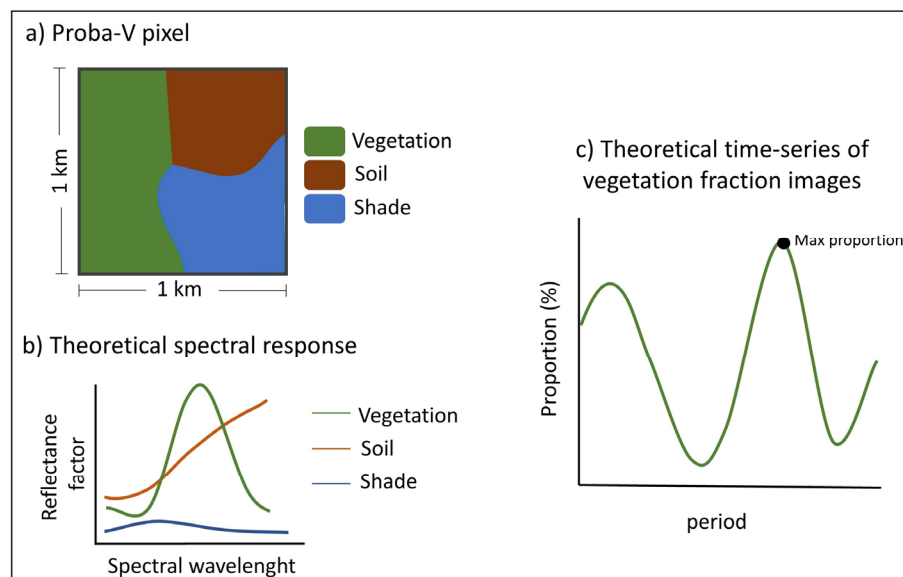 a) Proba-V pixel
1 km
1 km
Vegetation
Soil
Shade
b) Theoretical spectral response
Reflectance
factor
Spectral wavelenght
Vegetation
Soil
Shade
c) Theoretical time-series of
vegetation fraction images
Max proportion
Proportion (%)
period